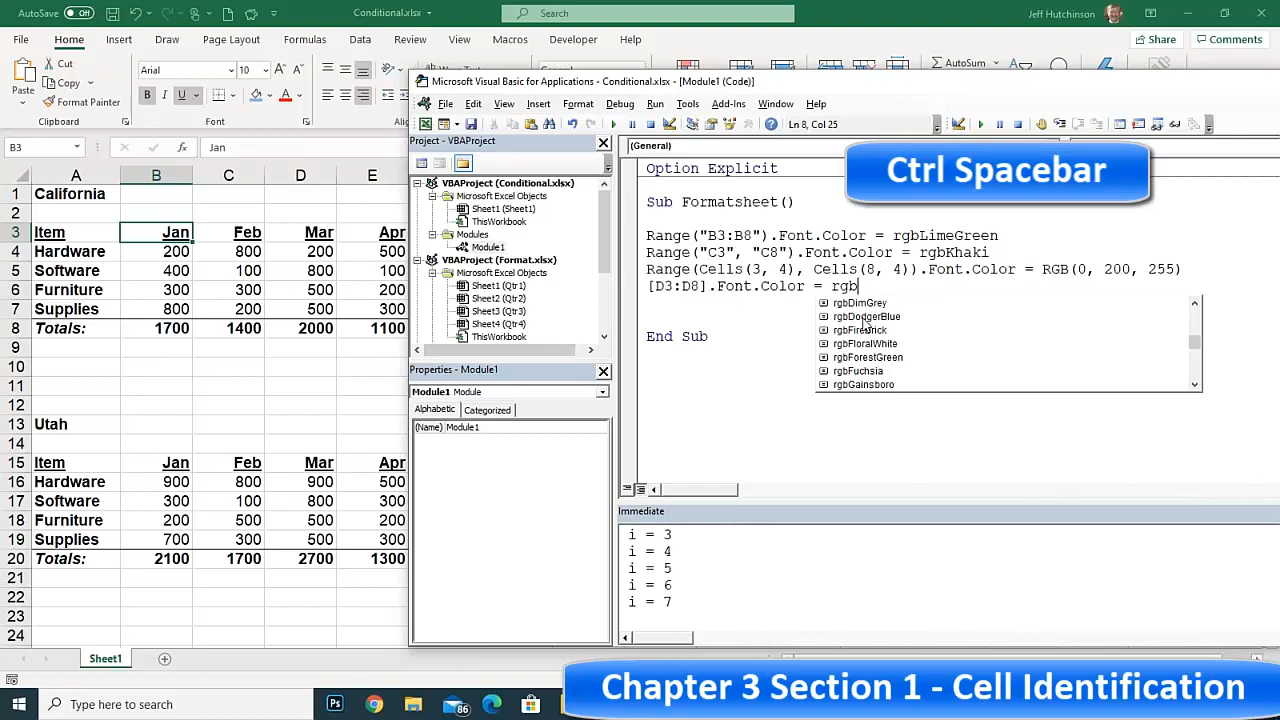 AutoSave Off Conditional.xlsx Search Jeff Hutchinson
File Home Insert Draw Page Layout Formulas Data Review View Macros Developer Help Share Comments
Paste Cut Copy Format Painter Arial 10 AutoSum
B I U
Clipboard Font
B3 Jan
A B C D E
1 California
2
3 Item Jan Feb Mar Apr
4 Hardware 200 800 200 500
5 Software 400 100 800 100
6 Furniture 300 300 500 200
7 Supplies 800 200 500 300
8 Totals: 1700 1400 2000 1100
9
10
11
12
13 Utah
14
15 Item Jan Feb Mar Apr
16 Hardware 900 800 900 500
17 Software 300 100 800 300
18 Furniture 200 500 500 200
19 Supplies 700 300 500 300
20 Totals: 2100 1700 2700 1300
21
22
23
24
Sheet1
Microsoft Visual Basic for Applications - Conditional.xlsx - [Module1 (Code)]
File Edit View Insert Format Debug Run Tools Add-Ins Window Help
Ln 8, Col 25
Project - VBAProject
VBAProject (Conditional.xlsx)
Microsoft Excel Objects
Sheet1 (Sheet1)
ThisWorkbook
Modules
Module1
VBAProject (Format.xlsx)
Microsoft Excel Objects
Sheet1 (Qtr1)
Sheet2 (Qtr2)
Sheet3 (Qtr3)
Sheet4 (Qtr4)
ThisWorkbook
Properties - Module1
Module1 Module
Alphabetic Categorized
(Name) Module1
(General)
Ctrl Spacebar
Option Explicit
Sub Formatsheet()
Range("B3:B8").Font.Color = rgbLimeGreen
Range("C3", "C8").Font.Color = rgbKhaki
Range(Cells(3, 4), Cells(8, 4)).Font.Color = RGB(0, 200, 255)
[D3:D8].Font.Color = rgb
rgbDimGrey
rgbDodgerBlue
rgbFireBrick
rgbFloralWhite
rgbForestGreen
rgbFuchsia
rgbGainsboro
End Sub
Immediate
i = 3
i = 4
i = 5
i = 6
i = 7
Chapter 3 Section 1 - Cell Identification
Type here to search
Ps
86